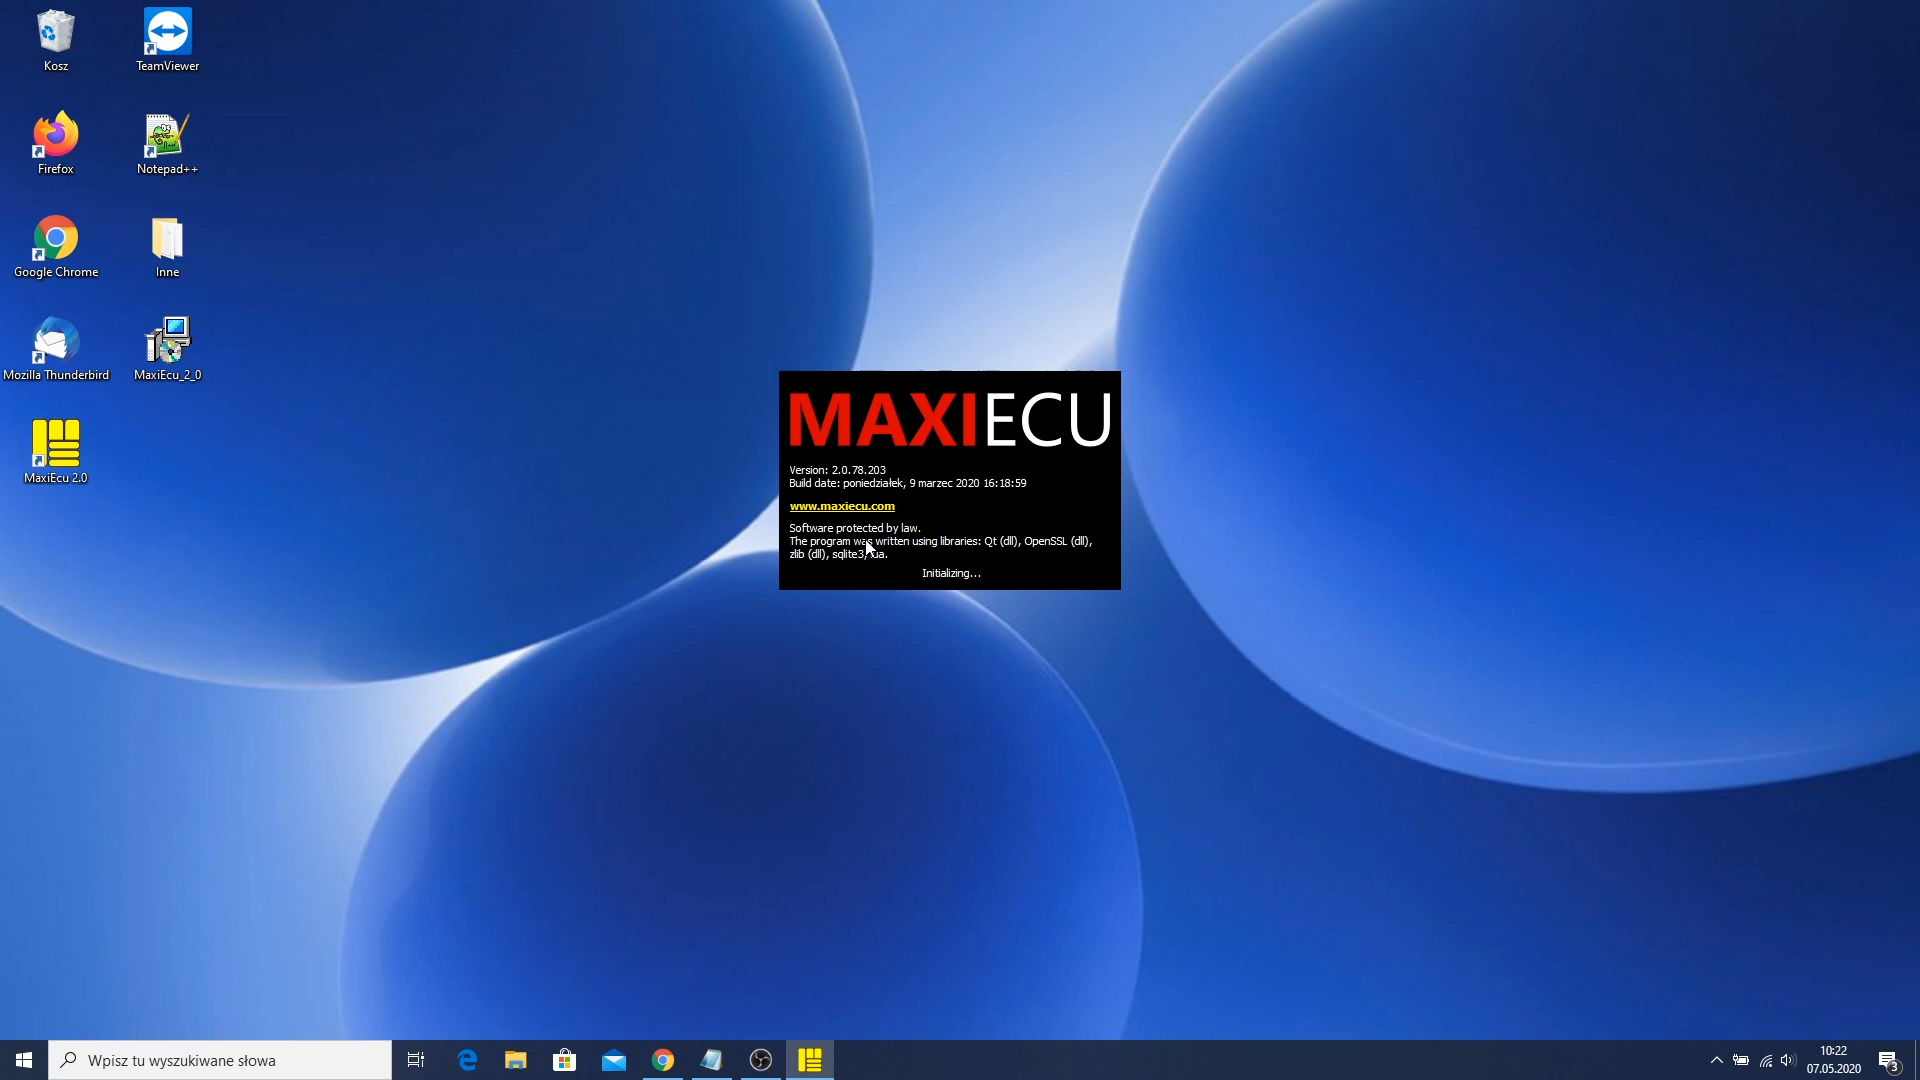 Kosz
TeamViewer
Firefox
Notepad++
Google Chrome
Inne
Mozilla Thunderbird
MaxiEcu_2_0
MaxiEcu 2.0
MAXIECU
Version: 2.0.78.203
Build date: poniedziałek, 9 marzec 2020 16:18:59
www.maxiecu.com
Software protected by law.
The program was written using libraries: Qt (dll), OpenSSL (dll),
zlib (dll), sqlite3, lua.
Initializing...
Wpisz tu wyszukiwane słowa
10:22
07.05.2020
3